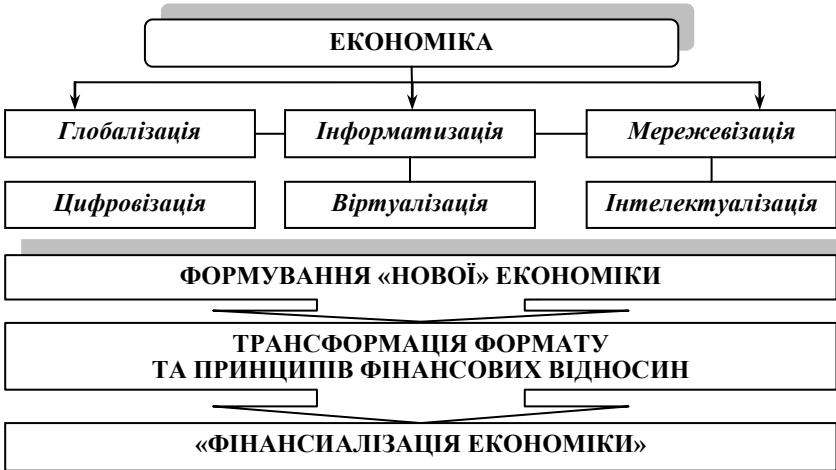 ЕКОНОМІКА
Глобалізація Інформатизація Мережевізація
Цифровізація Віртуалізація Інтелектуалізація
ФОРМУВАННЯ «НОВОЇ» ЕКОНОМІКИ
ТРАНСФОРМАЦІЯ ФОРМАТУ
ТА ПРИНЦИПІВ ФІНАНСОВИХ ВІДНОСИН
«ФІНАНСИАЛІЗАЦІЯ ЕКОНОМІКИ»